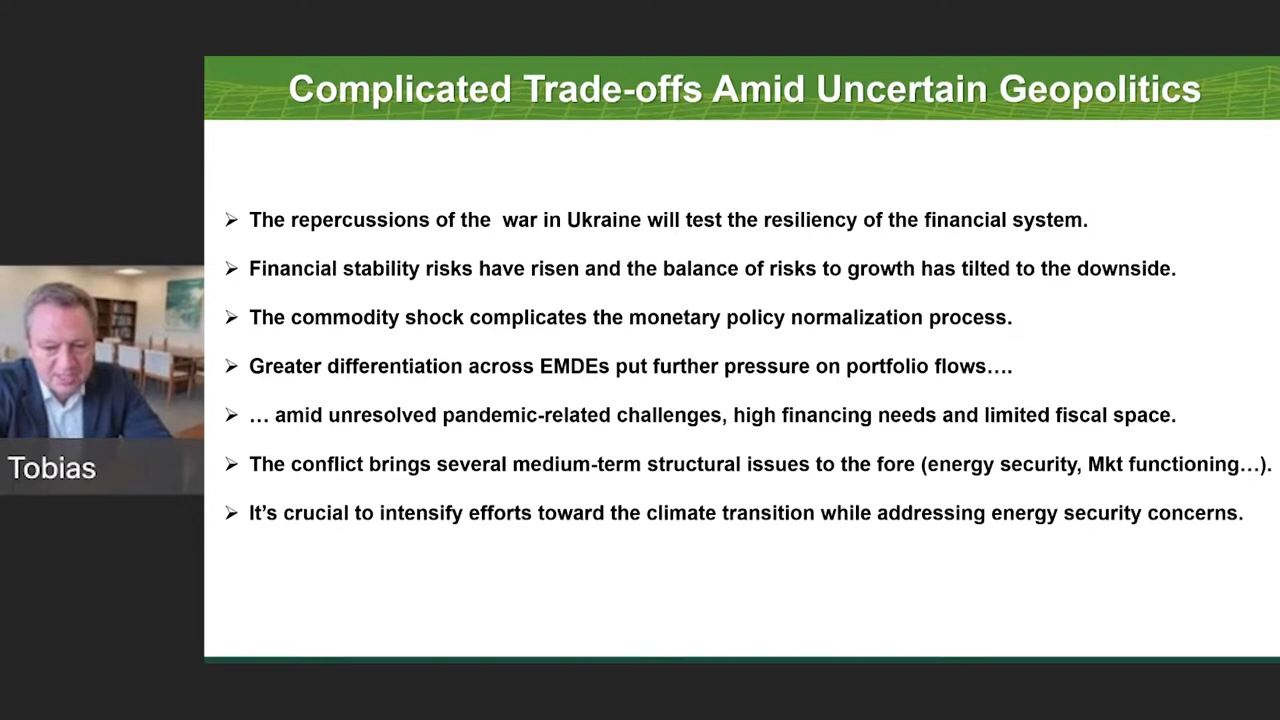 Complicated Trade-offs Amid Uncertain Geopolitics
➢ The repercussions of the  war in Ukraine will test the resiliency of the financial system.
➢ Financial stability risks have risen and the balance of risks to growth has tilted to the downside.
➢ The commodity shock complicates the monetary policy normalization process.
➢ Greater differentiation across EMDEs put further pressure on portfolio flows….
➢ … amid unresolved pandemic-related challenges, high financing needs and limited fiscal space.
➢ The conflict brings several medium-term structural issues to the fore (energy security, Mkt functioning…).
➢ It’s crucial to intensify efforts toward the climate transition while addressing energy security concerns.
Tobias